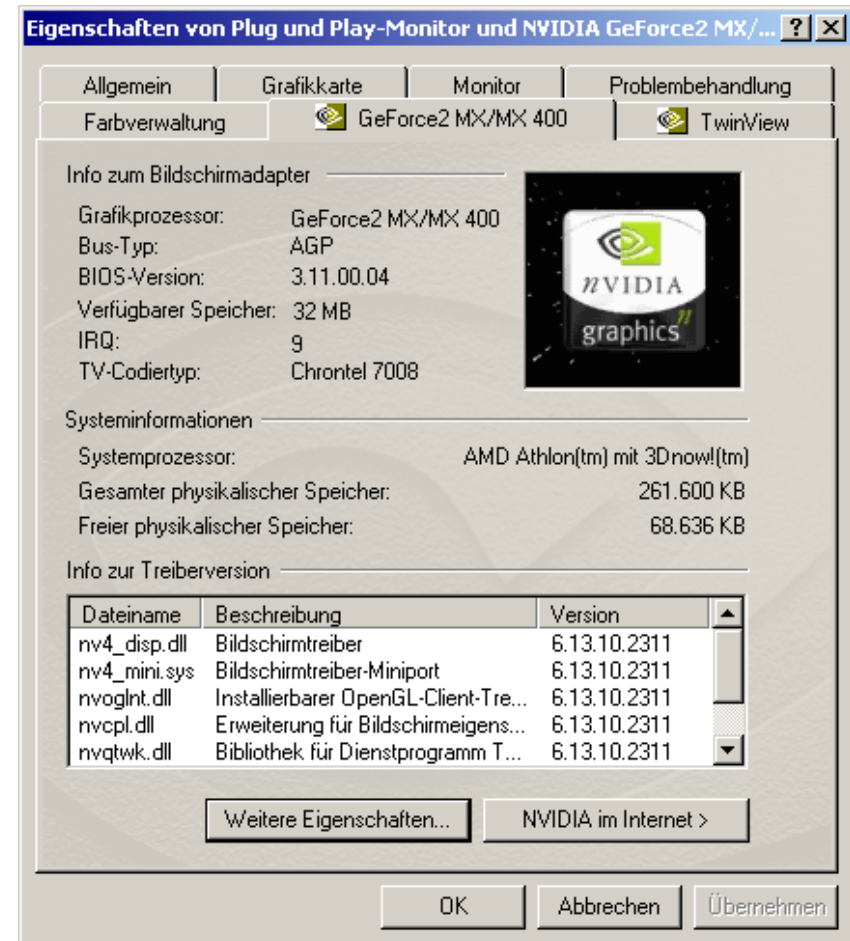 Eigenschaften von Plug und Play-Monitor und NVIDIA GeForce2 MX/...
Allgemein Grafikkarte Monitor Problembehandlung
Farbverwaltung GeForce2 MX/MX 400 TwinView
Info zum Bildschirmadapter
Grafikprozessor: GeForce2 MX/MX 400
Bus-Typ: AGP
BIOS-Version: 3.11.00.04
Verfügbarer Speicher: 32 MB
IRQ: 9
TV-Codiertyp: Chrontel 7008
nVIDIA
graphics n
Systeminformationen
Systemprozessor: AMD Athlon(tm) mit 3Dnow!(tm)
Gesamter physikalischer Speicher: 261.600 KB
Freier physikalischer Speicher: 68.636 KB
Info zur Treiberversion
Dateiname Beschreibung Version
nv4_disp.dll Bildschirmtreiber 6.13.10.2311
nv4_mini.sys Bildschirmtreiber-Miniport 6.13.10.2311
nvoglnt.dll Installierbarer OpenGL-Client-Tre... 6.13.10.2311
nvcpl.dll Erweiterung für Bildschirmeigens... 6.13.10.2311
nvqtwk.dll Bibliothek für Dienstprogramm T... 6.13.10.2311
Weitere Eigenschaften... NVIDIA im Internet >
OK Abbrechen Übernehmen